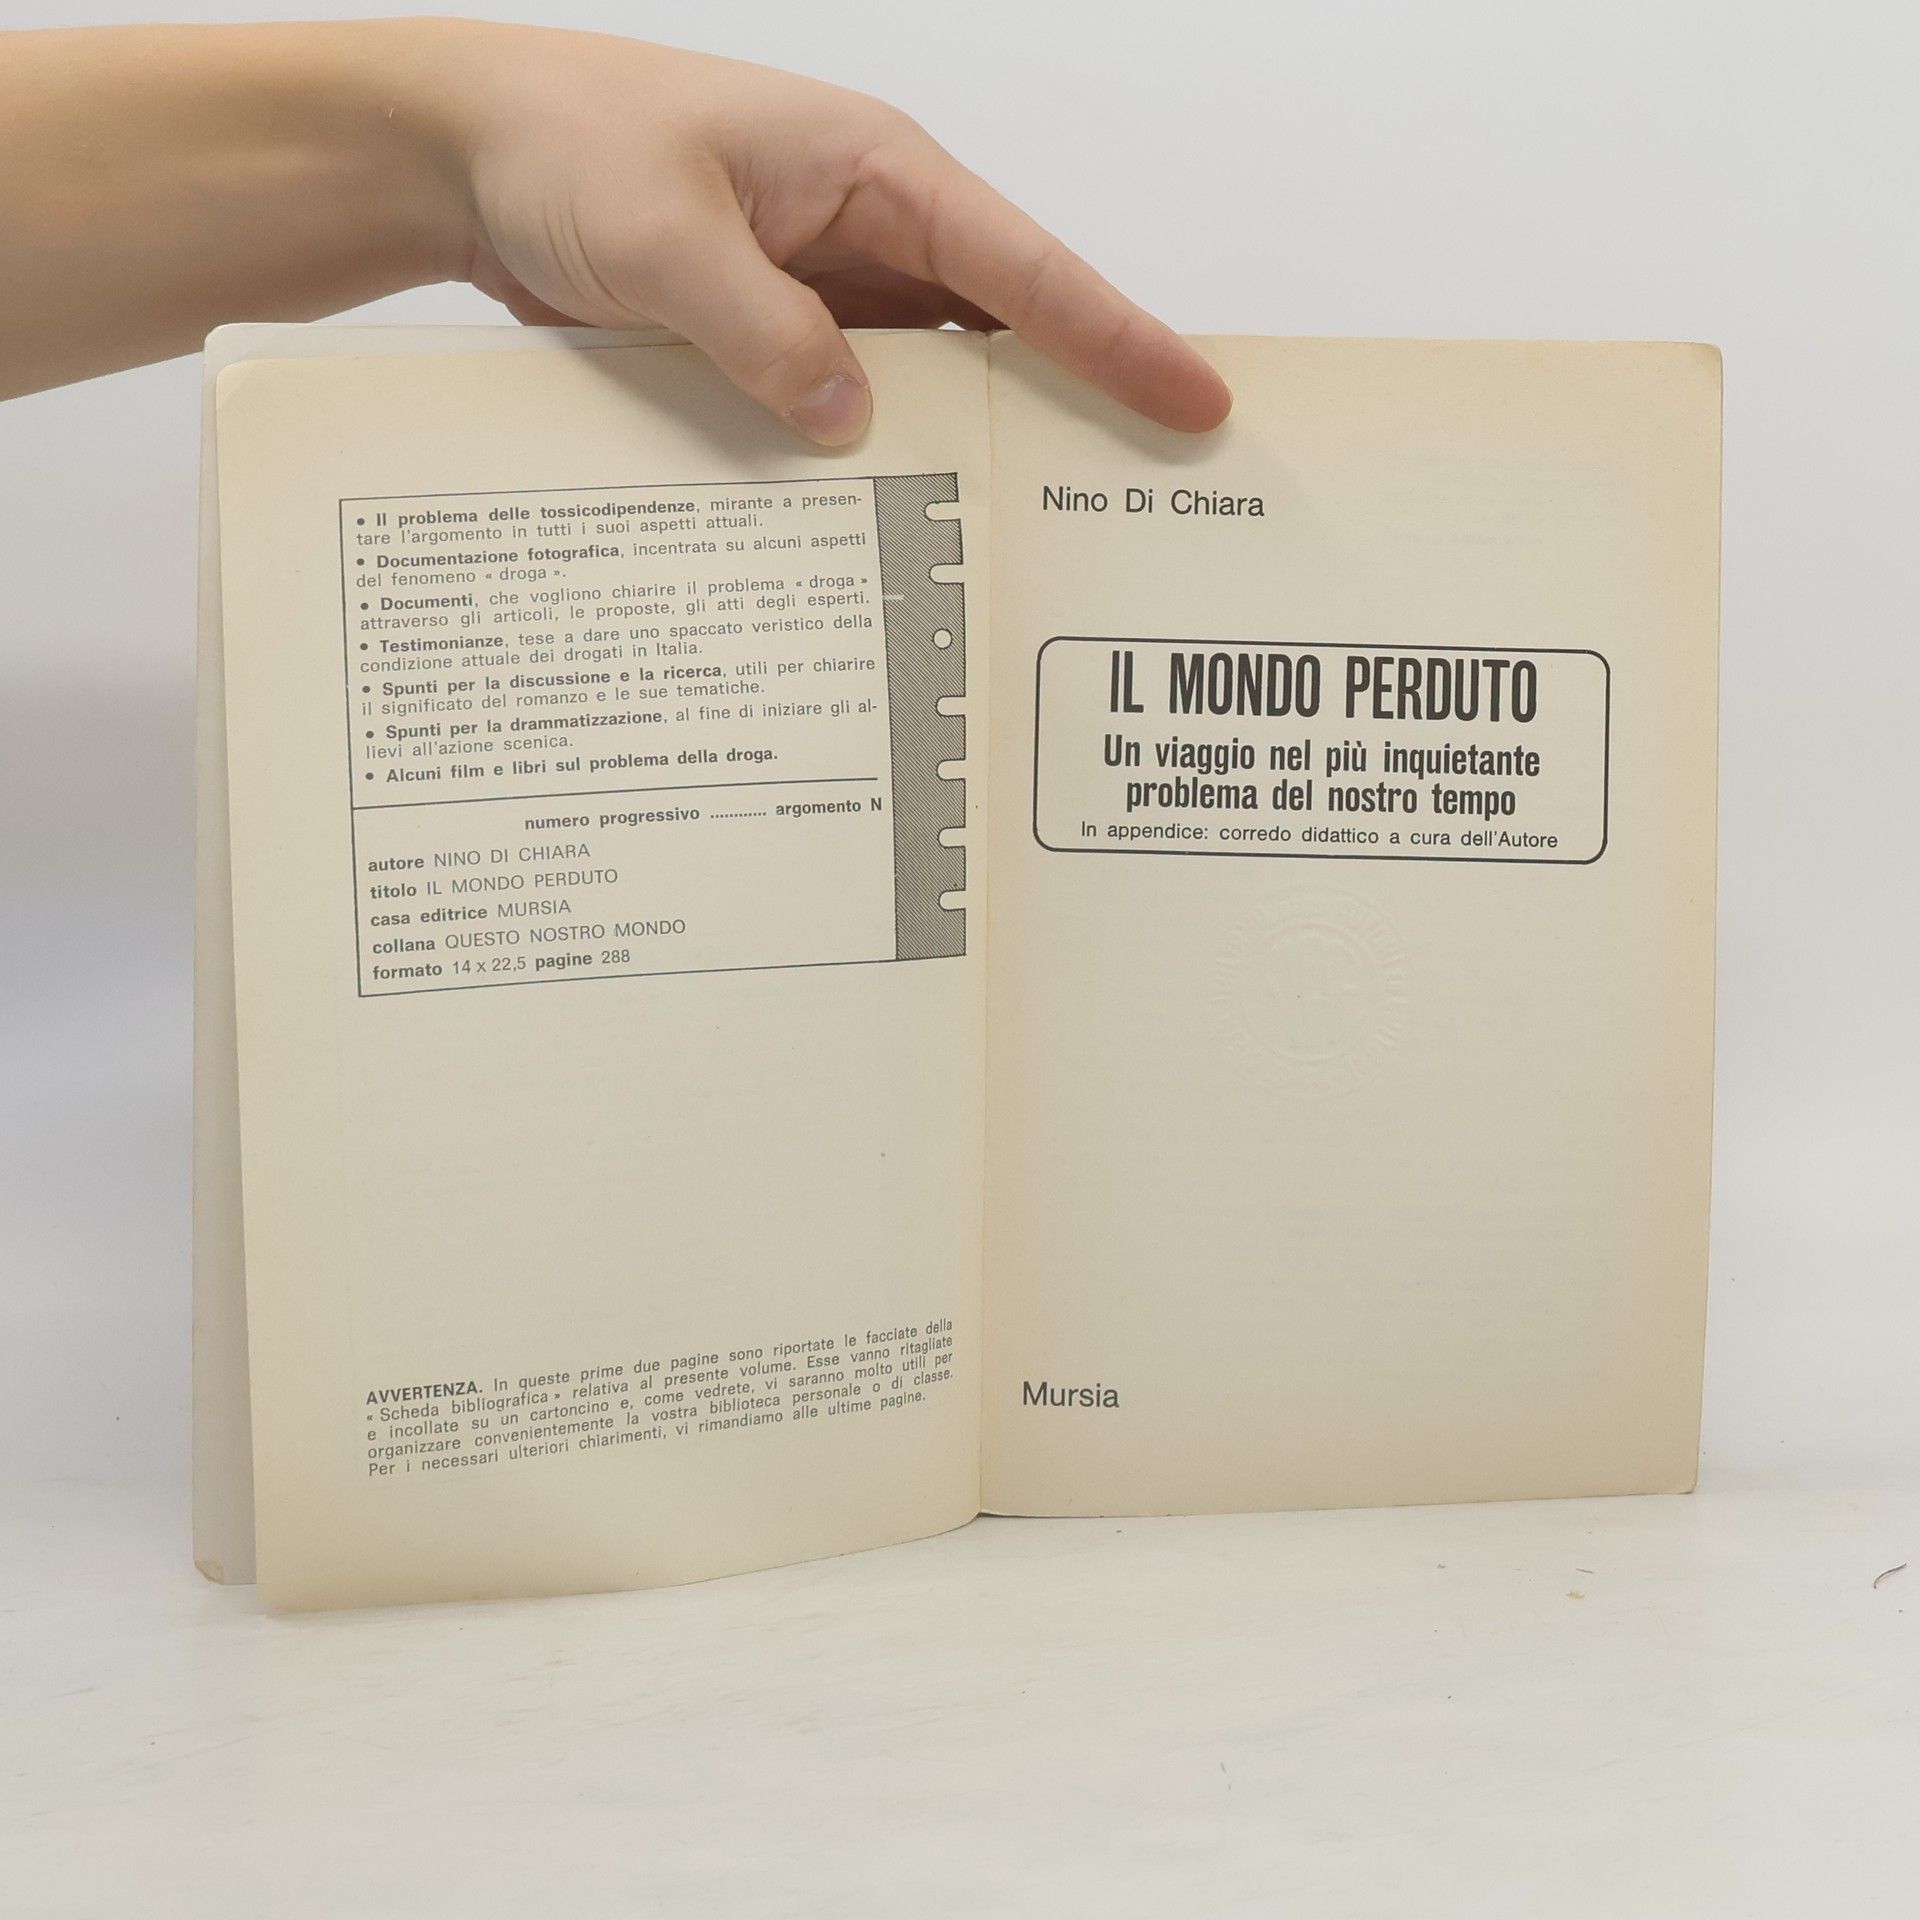 • Il problema delle tossicodipendenze, mirante a presen-
tare l'argomento in tutti i suoi aspetti attuali.
• Documentazione fotografica, incentrata su alcuni aspetti
del fenomeno « droga ».
• Documenti, che vogliono chiarire il problema « droga »
attraverso gli articoli, le proposte, gli atti degli esperti.
• Testimonianze, tese a dare uno spaccato veristico della
condizione attuale dei drogati in Italia.
• Spunti per la discussione e la ricerca, utili per chiarire
il significato del romanzo e le sue tematiche.
• Spunti per la drammatizzazione, al fine di iniziare gli al-
lievi all'azione scenica.
• Alcuni film e libri sul problema della droga.
numero progressivo ............ argomento N
autore NINO DI CHIARA
titolo IL MONDO PERDUTO
casa editrice MURSIA
collana QUESTO NOSTRO MONDO
formato 14 x 22,5 pagine 288
AVVERTENZA. In queste prime due pagine sono riportate le facciate della
« Scheda bibliografica » relativa al presente volume. Esse vanno ritagliate
e incollate su un cartoncino e, come vedrete, vi saranno molto utili per
organizzare convenientemente la vostra biblioteca personale o di classe.
Per i necessari ulteriori chiarimenti, vi rimandiamo alle ultime pagine.
Nino Di Chiara
IL MONDO PERDUTO
Un viaggio nel più inquietante
problema del nostro tempo
In appendice: corredo didattico a cura dell'Autore
Mursia